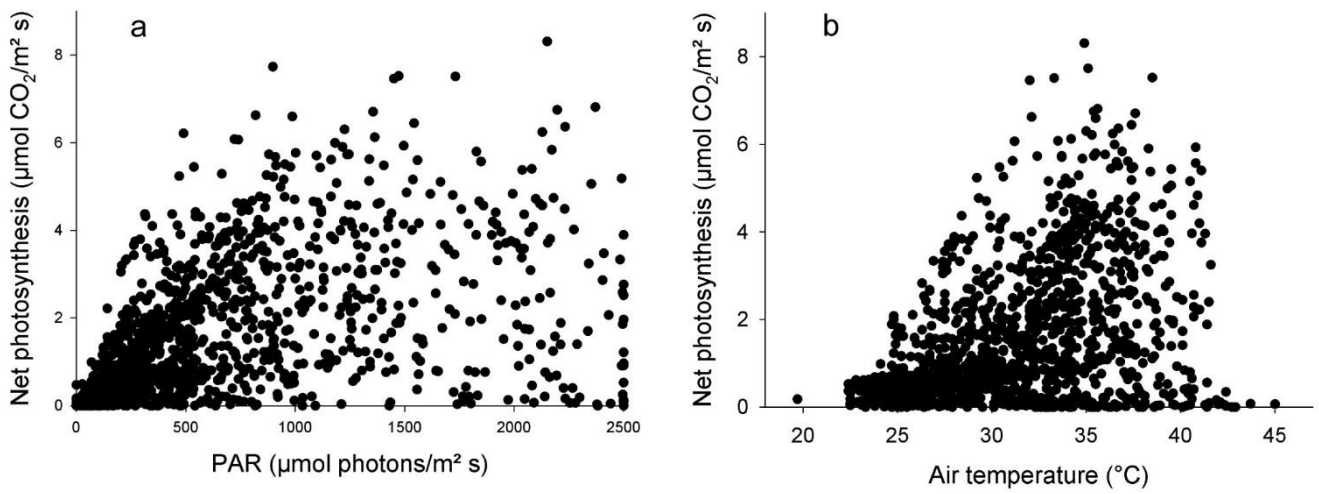 a
Net photosynthesis (µmol CO₂/m² s)
8
6
4
2
0
0 500 1000 1500 2000 2500
PAR (µmol photons/m² s)
b
Net photosynthesis (µmol CO₂/m² s)
8
6
4
2
0
20 25 30 35 40 45
Air temperature (°C)